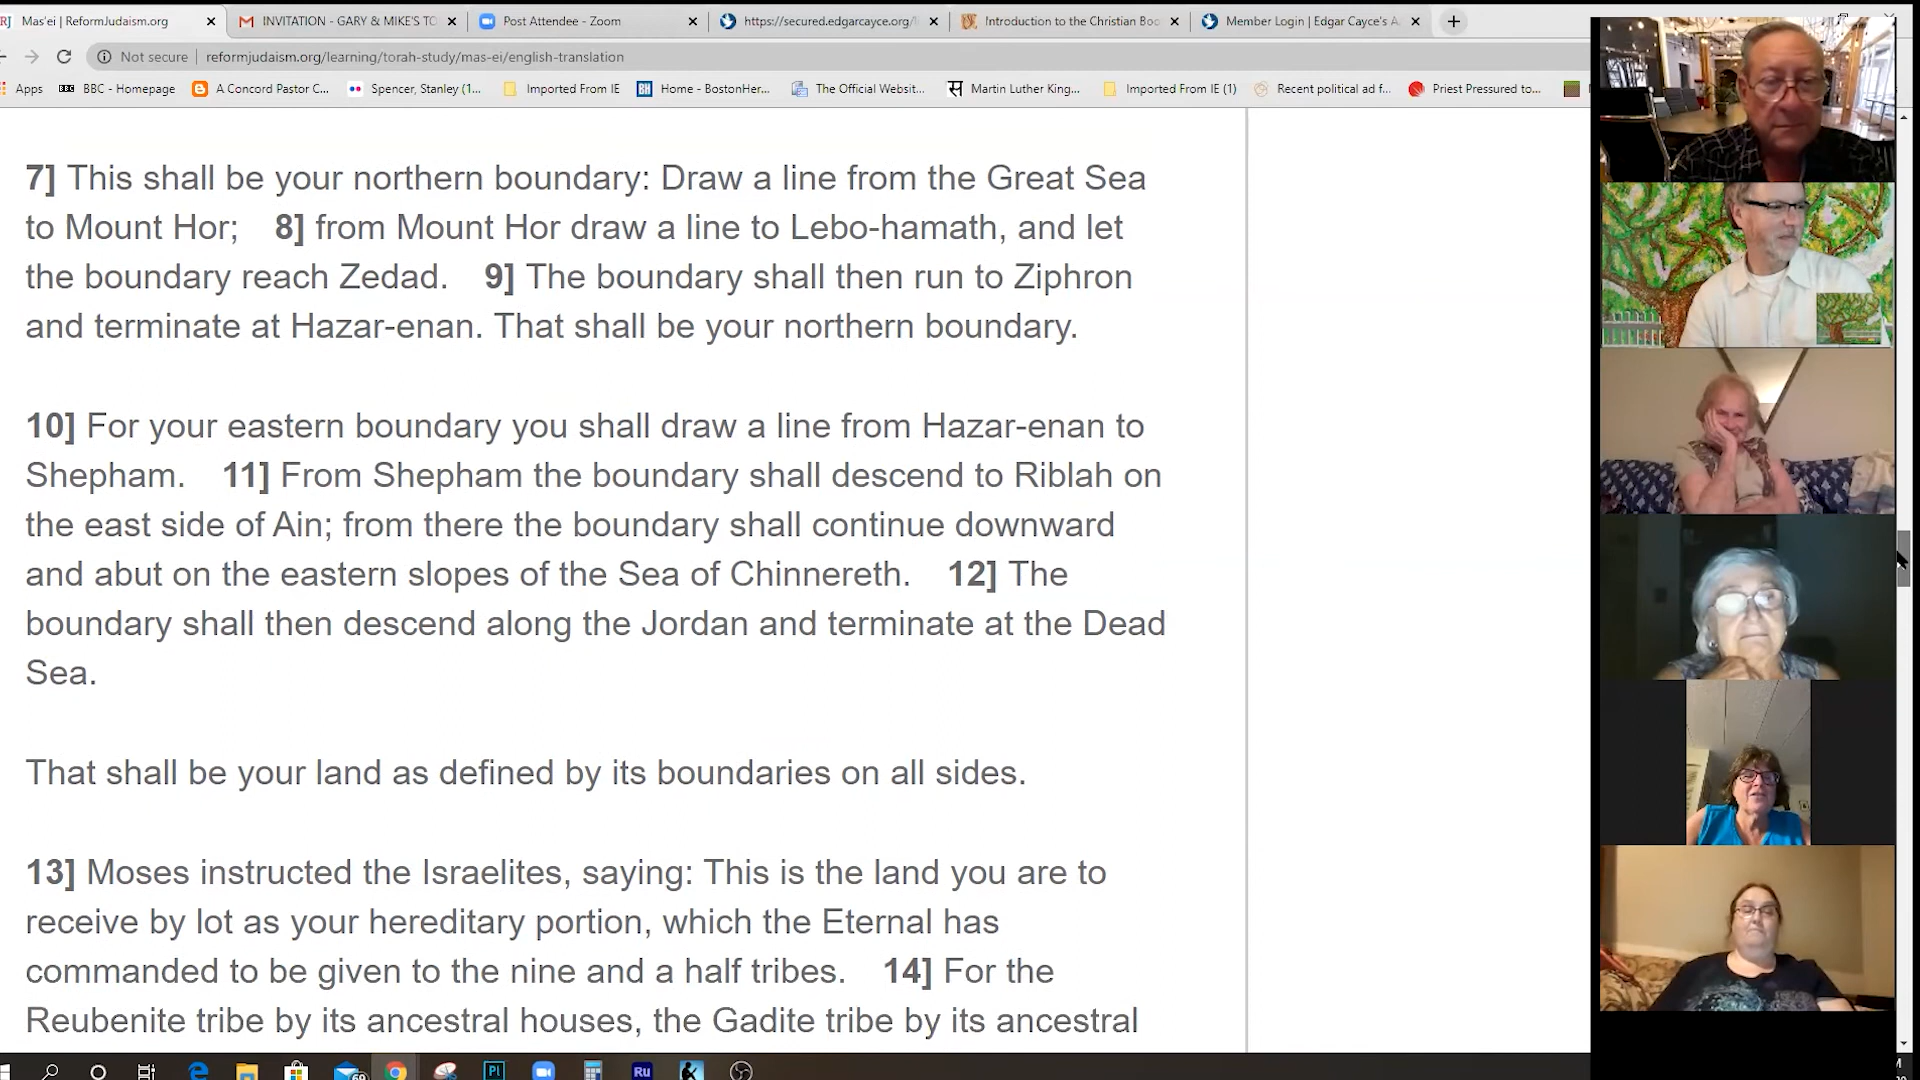 Mas'ei | ReformJudaism.org
INVITATION - GARY & MIKE'S TO
Post Attendee - Zoom
https://secured.edgarcayce.org/
Introduction to the Christian Boo
Member Login | Edgar Cayce's A
Not secure reformjudaism.org/learning/torah-study/mas-ei/english-translation
Apps BBC - Homepage A Concord Pastor C... Spencer, Stanley (1... Imported From IE Home - BostonHer... The Official Websit... Martin Luther King... Imported From IE (1) Recent political ad f... Priest Pressured to...
7] This shall be your northern boundary: Draw a line from the Great Sea
to Mount Hor; 8] from Mount Hor draw a line to Lebo-hamath, and let
the boundary reach Zedad. 9] The boundary shall then run to Ziphron
and terminate at Hazar-enan. That shall be your northern boundary.
10] For your eastern boundary you shall draw a line from Hazar-enan to
Shepham. 11] From Shepham the boundary shall descend to Riblah on
the east side of Ain; from there the boundary shall continue downward
and abut on the eastern slopes of the Sea of Chinnereth. 12] The
boundary shall then descend along the Jordan and terminate at the Dead
Sea.
That shall be your land as defined by its boundaries on all sides.
13] Moses instructed the Israelites, saying: This is the land you are to
receive by lot as your hereditary portion, which the Eternal has
commanded to be given to the nine and a half tribes. 14] For the
Reubenite tribe by its ancestral houses, the Gadite tribe by its ancestral
Pl
Ru